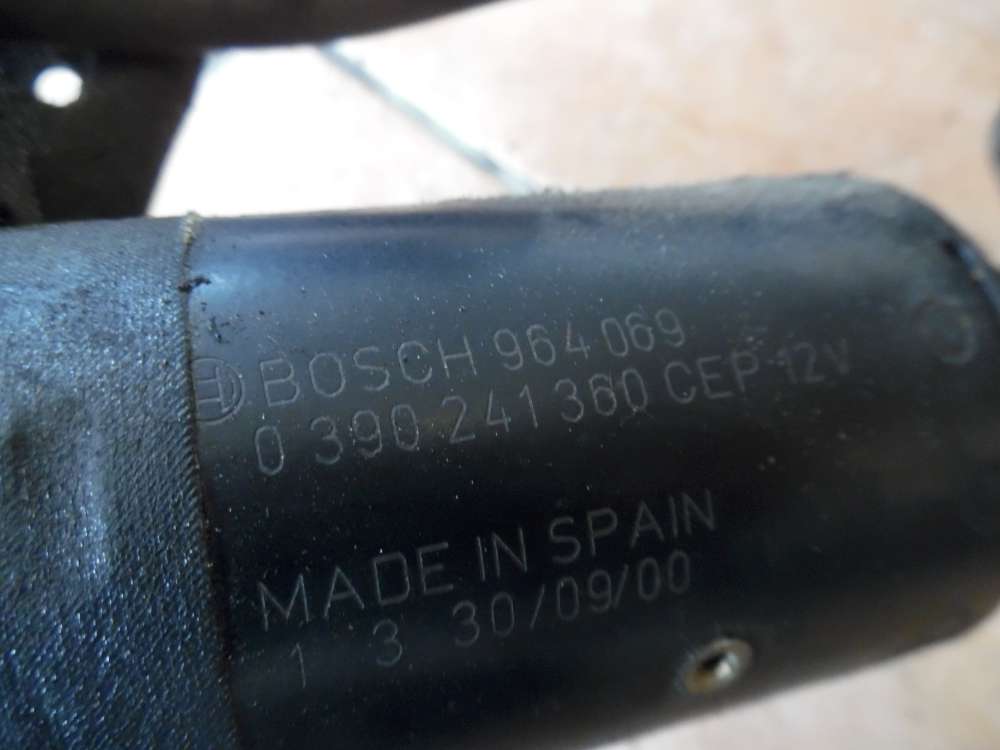 BOSCH 964 069
0 390 241 360 CEP 12V
MADE IN SPAIN
1 3 30/09/00